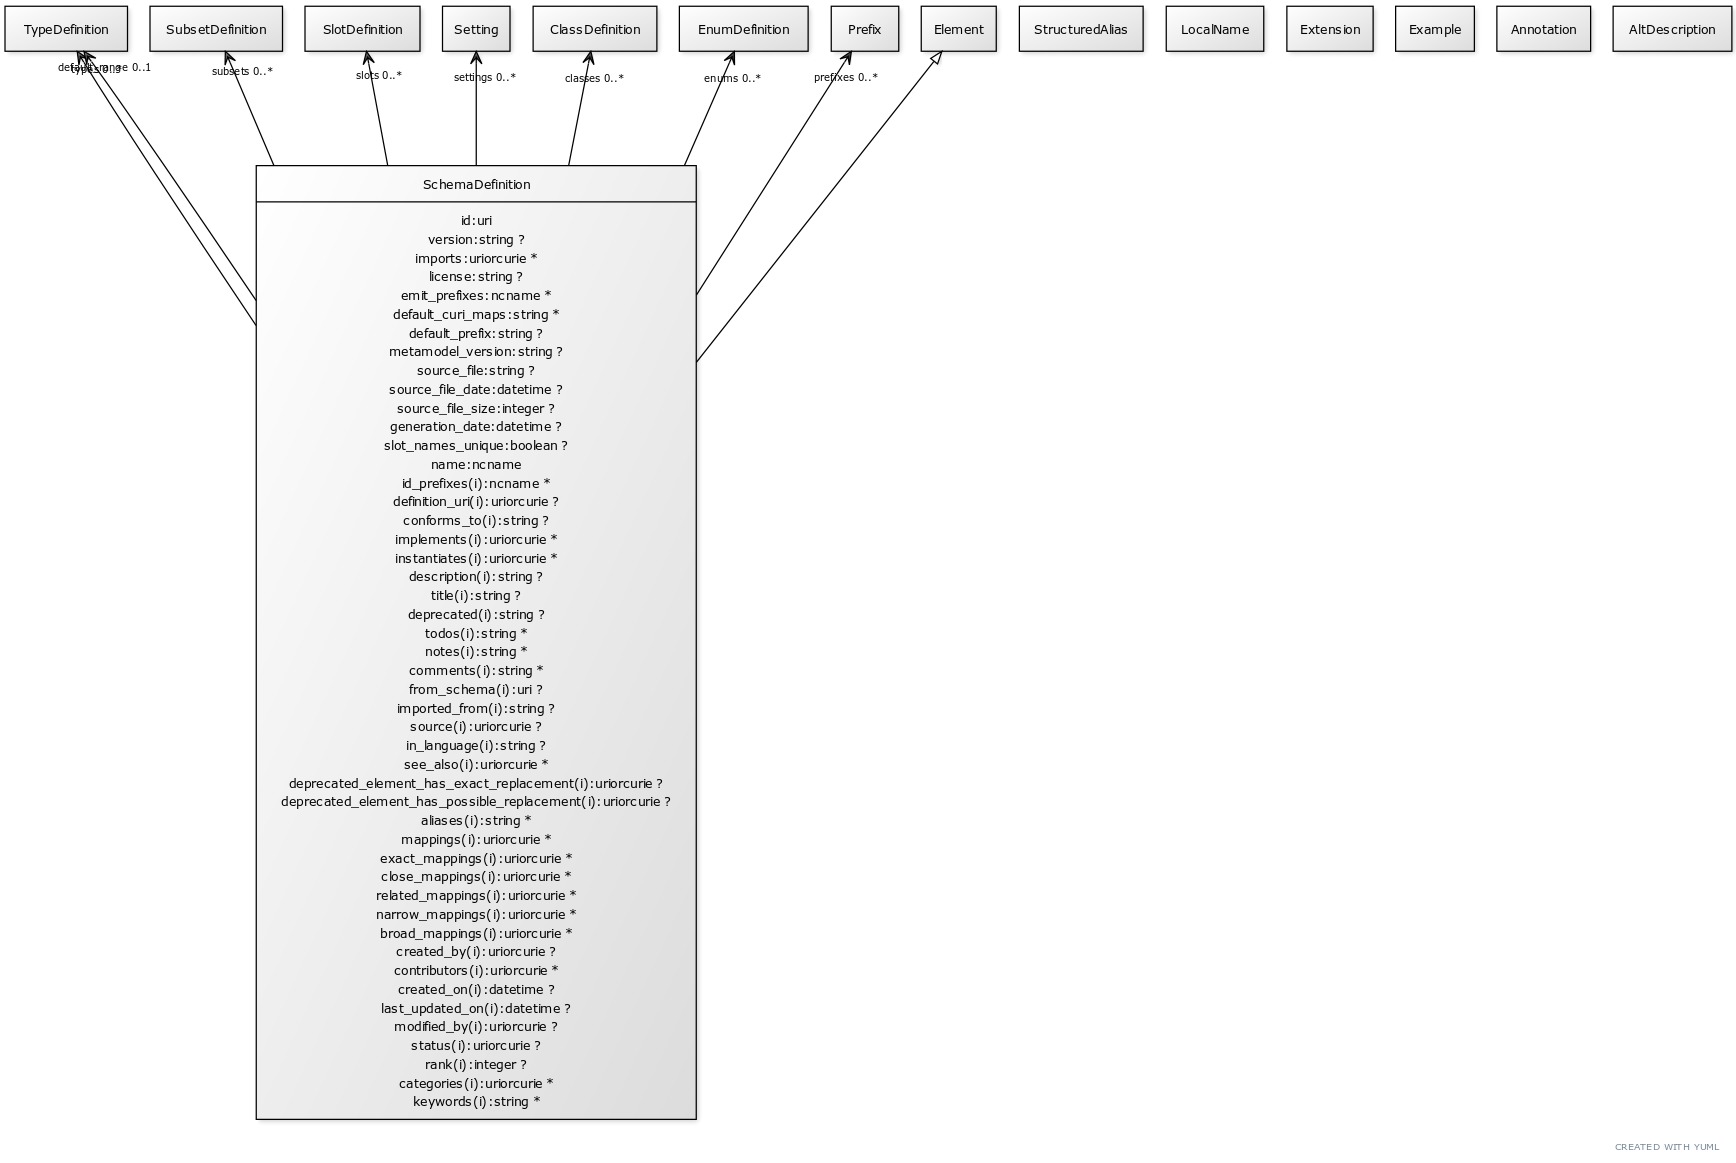 TypeDefinition
SubsetDefinition
SlotDefinition
Setting
ClassDefinition
EnumDefinition
Prefix
Element
StructuredAlias
LocalName
Extension
Example
Annotation
AltDescription
default_range 0..1
types 0..*
subsets 0..*
slots 0..*
settings 0..*
classes 0..*
enums 0..*
prefixes 0..*
SchemaDefinition
id:uri
version:string ?
imports:uriorcurie *
license:string ?
emit_prefixes:ncname *
default_curi_maps:string *
default_prefix:string ?
metamodel_version:string ?
source_file:string ?
source_file_date:datetime ?
source_file_size:integer ?
generation_date:datetime ?
slot_names_unique:boolean ?
name:ncname
id_prefixes(i):ncname *
definition_uri(i):uriorcurie ?
conforms_to(i):string ?
implements(i):uriorcurie *
instantiates(i):uriorcurie *
description(i):string ?
title(i):string ?
deprecated(i):string ?
todos(i):string *
notes(i):string *
comments(i):string *
from_schema(i):uri ?
imported_from(i):string ?
source(i):uriorcurie ?
in_language(i):string ?
see_also(i):uriorcurie *
deprecated_element_has_exact_replacement(i):uriorcurie ?
deprecated_element_has_possible_replacement(i):uriorcurie ?
aliases(i):string *
mappings(i):uriorcurie *
exact_mappings(i):uriorcurie *
close_mappings(i):uriorcurie *
related_mappings(i):uriorcurie *
narrow_mappings(i):uriorcurie *
broad_mappings(i):uriorcurie *
created_by(i):uriorcurie ?
contributors(i):uriorcurie *
created_on(i):datetime ?
last_updated_on(i):datetime ?
modified_by(i):uriorcurie ?
status(i):uriorcurie ?
rank(i):integer ?
categories(i):uriorcurie *
keywords(i):string *
CREATED WITH YUML